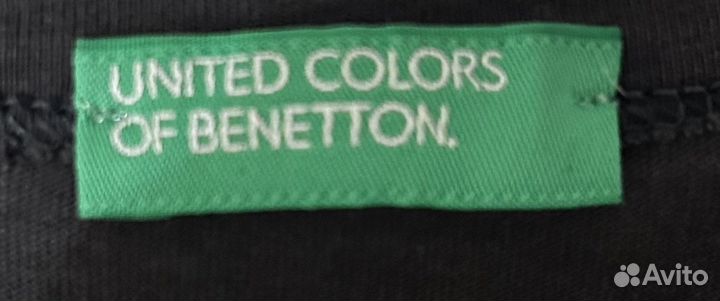 UNITED COLORS
OF BENETTON.
Avito